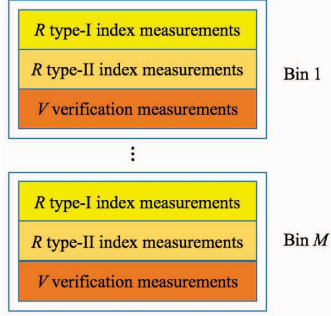 R type-I index measurements
R type-II index measurements
Bin 1
V verification measurements
⋮
R type-I index measurements
R type-II index measurements
Bin M
V verification measurements